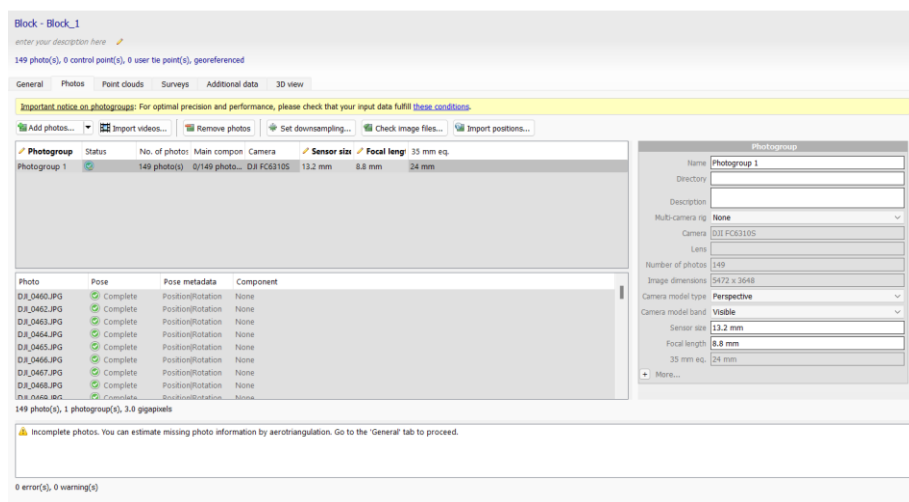 Block - Block_1
enter your description here
149 photo(s), 0 control point(s), 0 user tie point(s), georeferenced
General Photos Point clouds Surveys Additional data 3D view
Important notice on photogroups: For optimal precision and performance, please check that your input data fulfill these conditions.
Add photos... Import videos... Remove photos Set downsampling... Check image files... Import positions...
Photogroup Status No. of photos Main compon Camera Sensor size Focal lengt 35 mm eq.
Photogroup 1 149 photo(s) 0/149 photo... DJI FC6310S 13.2 mm 8.8 mm 24 mm
Photogroup
Name Photogroup 1
Directory
Description
Multi-camera rig None
Camera DJI FC6310S
Lens
Number of photos 149
Image dimensions 5472 x 3648
Camera model type Perspective
Camera model band Visible
Sensor size 13.2 mm
Focal length 8.8 mm
35 mm eq. 24 mm
+ More...
Photo Pose Pose metadata Component
DJI_0460.JPG Complete Position|Rotation None
DJI_0462.JPG Complete Position|Rotation None
DJI_0463.JPG Complete Position|Rotation None
DJI_0464.JPG Complete Position|Rotation None
DJI_0465.JPG Complete Position|Rotation None
DJI_0466.JPG Complete Position|Rotation None
DJI_0467.JPG Complete Position|Rotation None
DJI_0468.JPG Complete Position|Rotation None
DJI_0469.JPG Complete Position|Rotation None
149 photo(s), 1 photogroup(s), 3.0 gigapixels
Incomplete photos. You can estimate missing photo information by aerotriangulation. Go to the 'General' tab to proceed.
0 error(s), 0 warning(s)